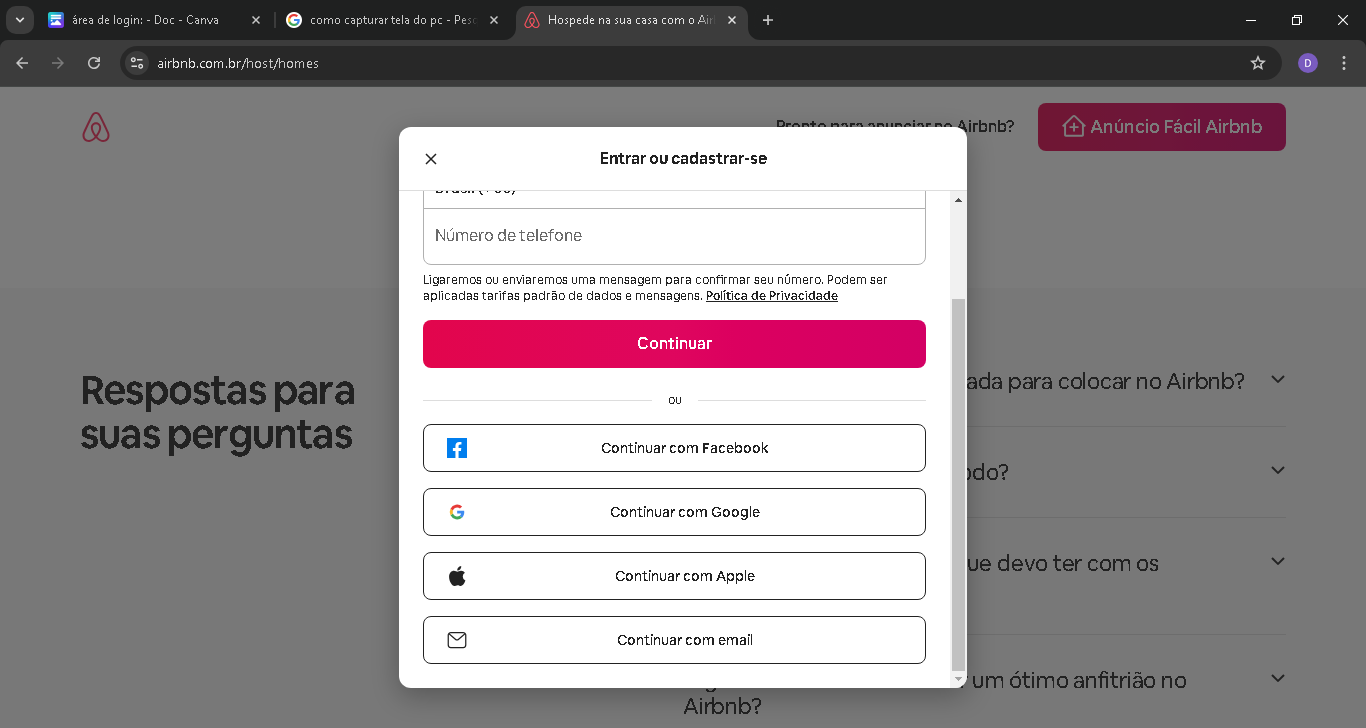 área de login: - Doc - Canva
como capturar tela do pc - Pesc
Hospede na sua casa com o Airl
airbnb.com.br/host/homes
D
Pronto para anunciar no Airbnb?
Anúncio Fácil Airbnb
Entrar ou cadastrar-se
Número de telefone
Ligaremos ou enviaremos uma mensagem para confirmar seu número. Podem ser
aplicadas tarifas padrão de dados e mensagens. Política de Privacidade
Continuar
ou
Continuar com Facebook
Continuar com Google
Continuar com Apple
Continuar com email
Respostas para
suas perguntas
ada para colocar no Airbnb?
odo?
ue devo ter com os
um ótimo anfitrião no
Airbnb?